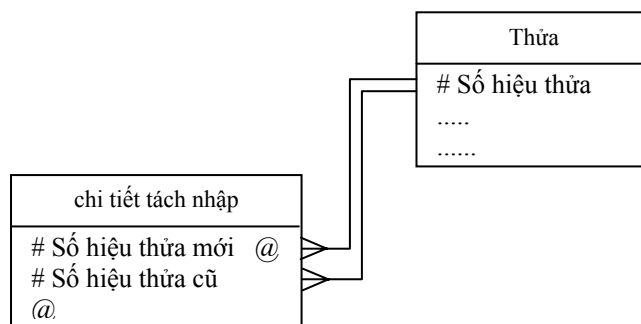 Thửa
# Số hiệu thửa
.....
......
chi tiết tách nhập
# Số hiệu thửa mới @
# Số hiệu thửa cũ
@